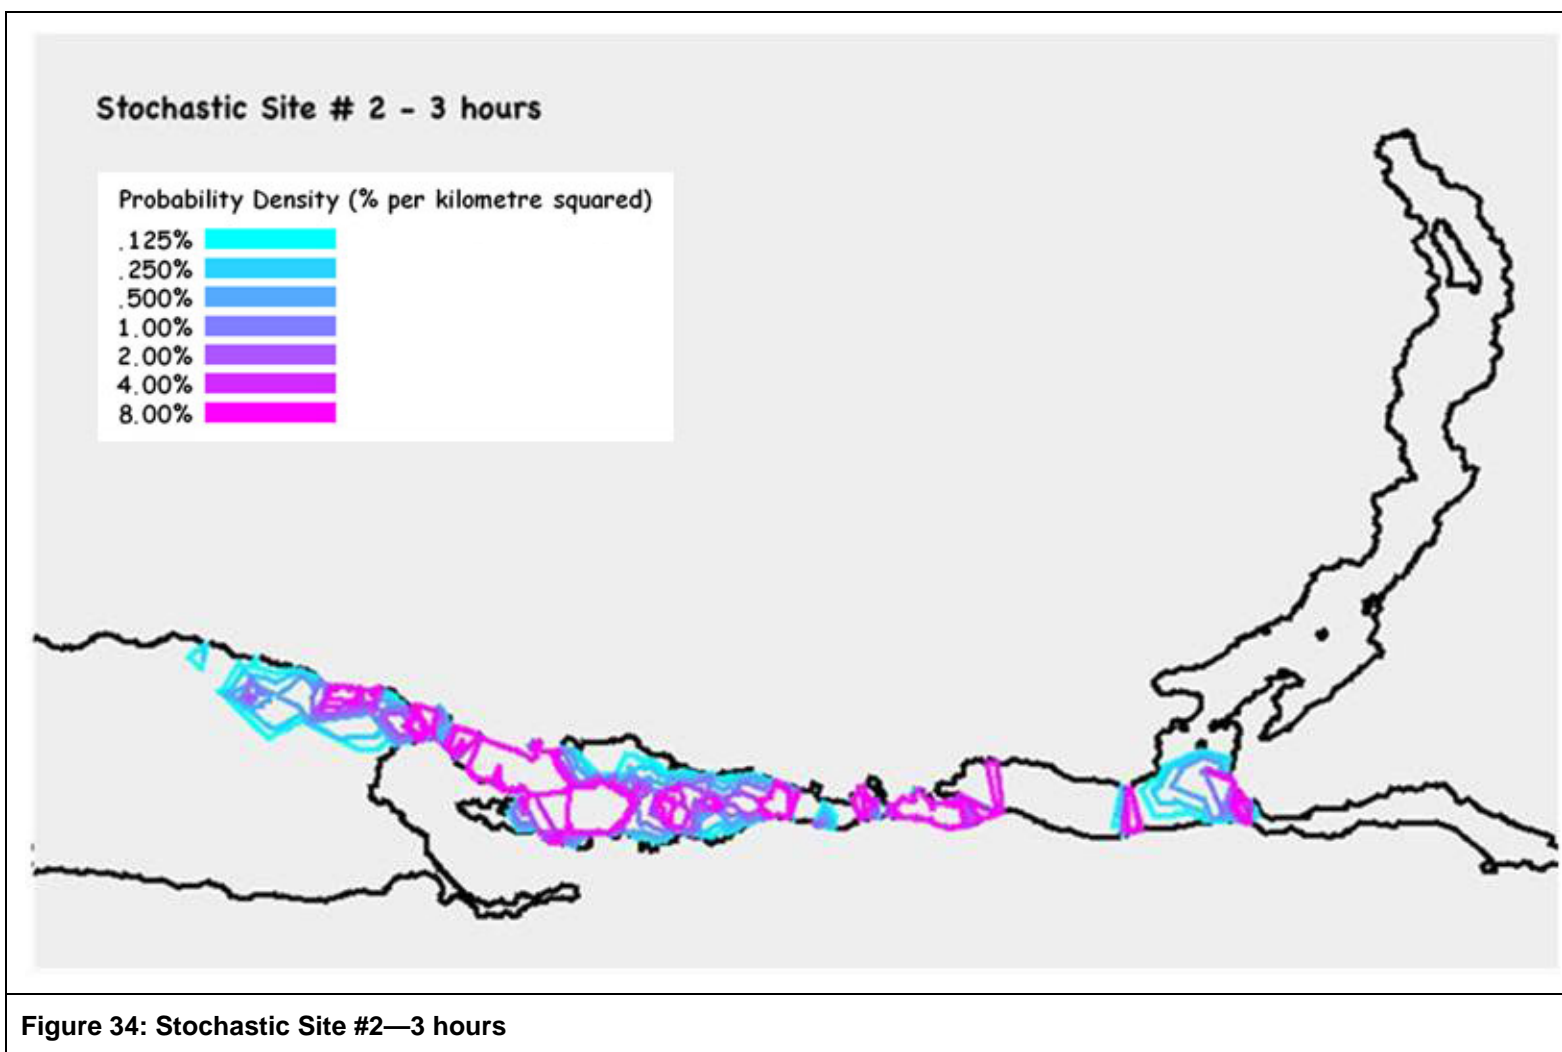 Stochastic Site # 2 - 3 hours
Probability Density (% per kilometre squared)
.125%
.250%
.500%
1.00%
2.00%
4.00%
8.00%
Figure 34: Stochastic Site #2—3 hours